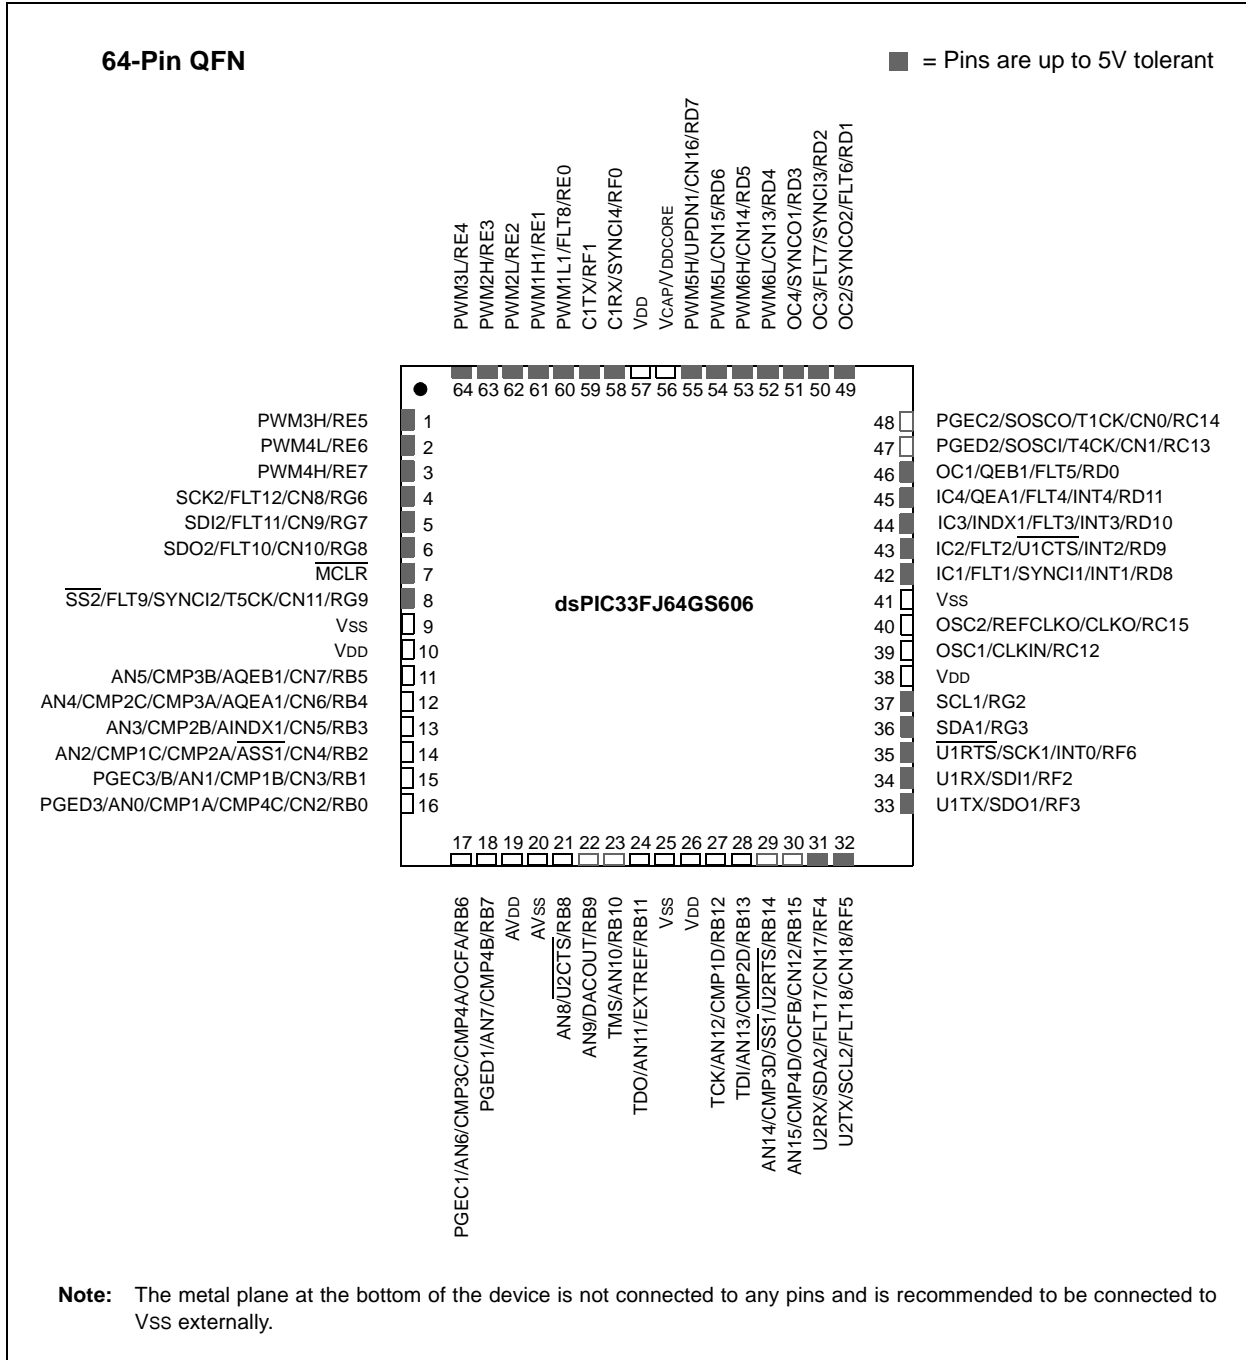 64-Pin QFN
= Pins are up to 5V tolerant
PWM3L/RE4
PWM2H/RE3
PWM2L/RE2
PWM1H1/RE1
PWM1L1/FLT8/RE0
C1TX/RF1
C1RX/SYNCI4/RF0
VDD
VCAP/VDDCORE
PWM5H/UPDN1/CN16/RD7
PWM5L/CN15/RD6
PWM6H/CN14/RD5
PWM6L/CN13/RD4
OC4/SYNCO1/RD3
OC3/FLT7/SYNCI3/RD2
OC2/SYNCO2/FLT6/RD1
64 63 62 61 60 59 58 57 56 55 54 53 52 51 50 49
PWM3H/RE5 1
PWM4L/RE6 2
PWM4H/RE7 3
SCK2/FLT12/CN8/RG6 4
SDI2/FLT11/CN9/RG7 5
SDO2/FLT10/CN10/RG8 6
MCLR 7
SS2/FLT9/SYNCI2/T5CK/CN11/RG9 8
VSS 9
VDD 10
AN5/CMP3B/AQEB1/CN7/RB5 11
AN4/CMP2C/CMP3A/AQEA1/CN6/RB4 12
AN3/CMP2B/AINDX1/CN5/RB3 13
AN2/CMP1C/CMP2A/ASS1/CN4/RB2 14
PGEC3/B/AN1/CMP1B/CN3/RB1 15
PGED3/AN0/CMP1A/CMP4C/CN2/RB0 16
dsPIC33FJ64GS606
48 PGEC2/SOSCO/T1CK/CN0/RC14
47 PGED2/SOSCI/T4CK/CN1/RC13
46 OC1/QEB1/FLT5/RD0
45 IC4/QEA1/FLT4/INT4/RD11
44 IC3/INDX1/FLT3/INT3/RD10
43 IC2/FLT2/U1CTS/INT2/RD9
42 IC1/FLT1/SYNCI1/INT1/RD8
41 VSS
40 OSC2/REFCLKO/CLKO/RC15
39 OSC1/CLKIN/RC12
38 VDD
37 SCL1/RG2
36 SDA1/RG3
35 U1RTS/SCK1/INT0/RF6
34 U1RX/SDI1/RF2
33 U1TX/SDO1/RF3
17 18 19 20 21 22 23 24 25 26 27 28 29 30 31 32
PGEC1/AN6/CMP3C/CMP4A/OCFA/RB6
PGED1/AN7/CMP4B/RB7
AVDD
AVSS
AN8/U2CTS/RB8
AN9/DACOUT/RB9
TMS/AN10/RB10
TDO/AN11/EXTREF/RB11
VSS
VDD
TCK/AN12/CMP1D/RB12
TDI/AN13/CMP2D/RB13
AN14/CMP3D/SS1/U2RTS/RB14
AN15/CMP4D/OCFB/CN12/RB15
U2RX/SDA2/FLT17/CN17/RF4
U2TX/SCL2/FLT18/CN18/RF5
Note: The metal plane at the bottom of the device is not connected to any pins and is recommended to be connected to
VSS externally.